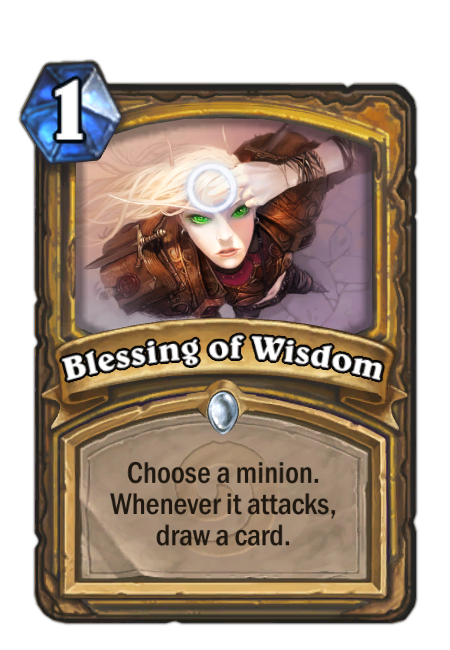 1
Blessing of Wisdom
Choose a minion.
Whenever it attacks,
draw a card.